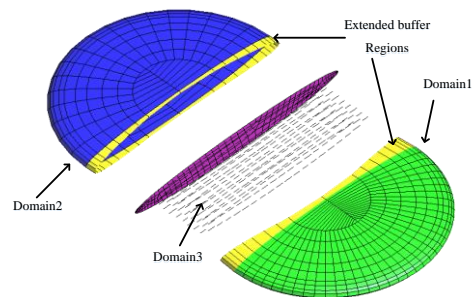 Extended buffer
Regions
Domain1
Domain2
Domain3